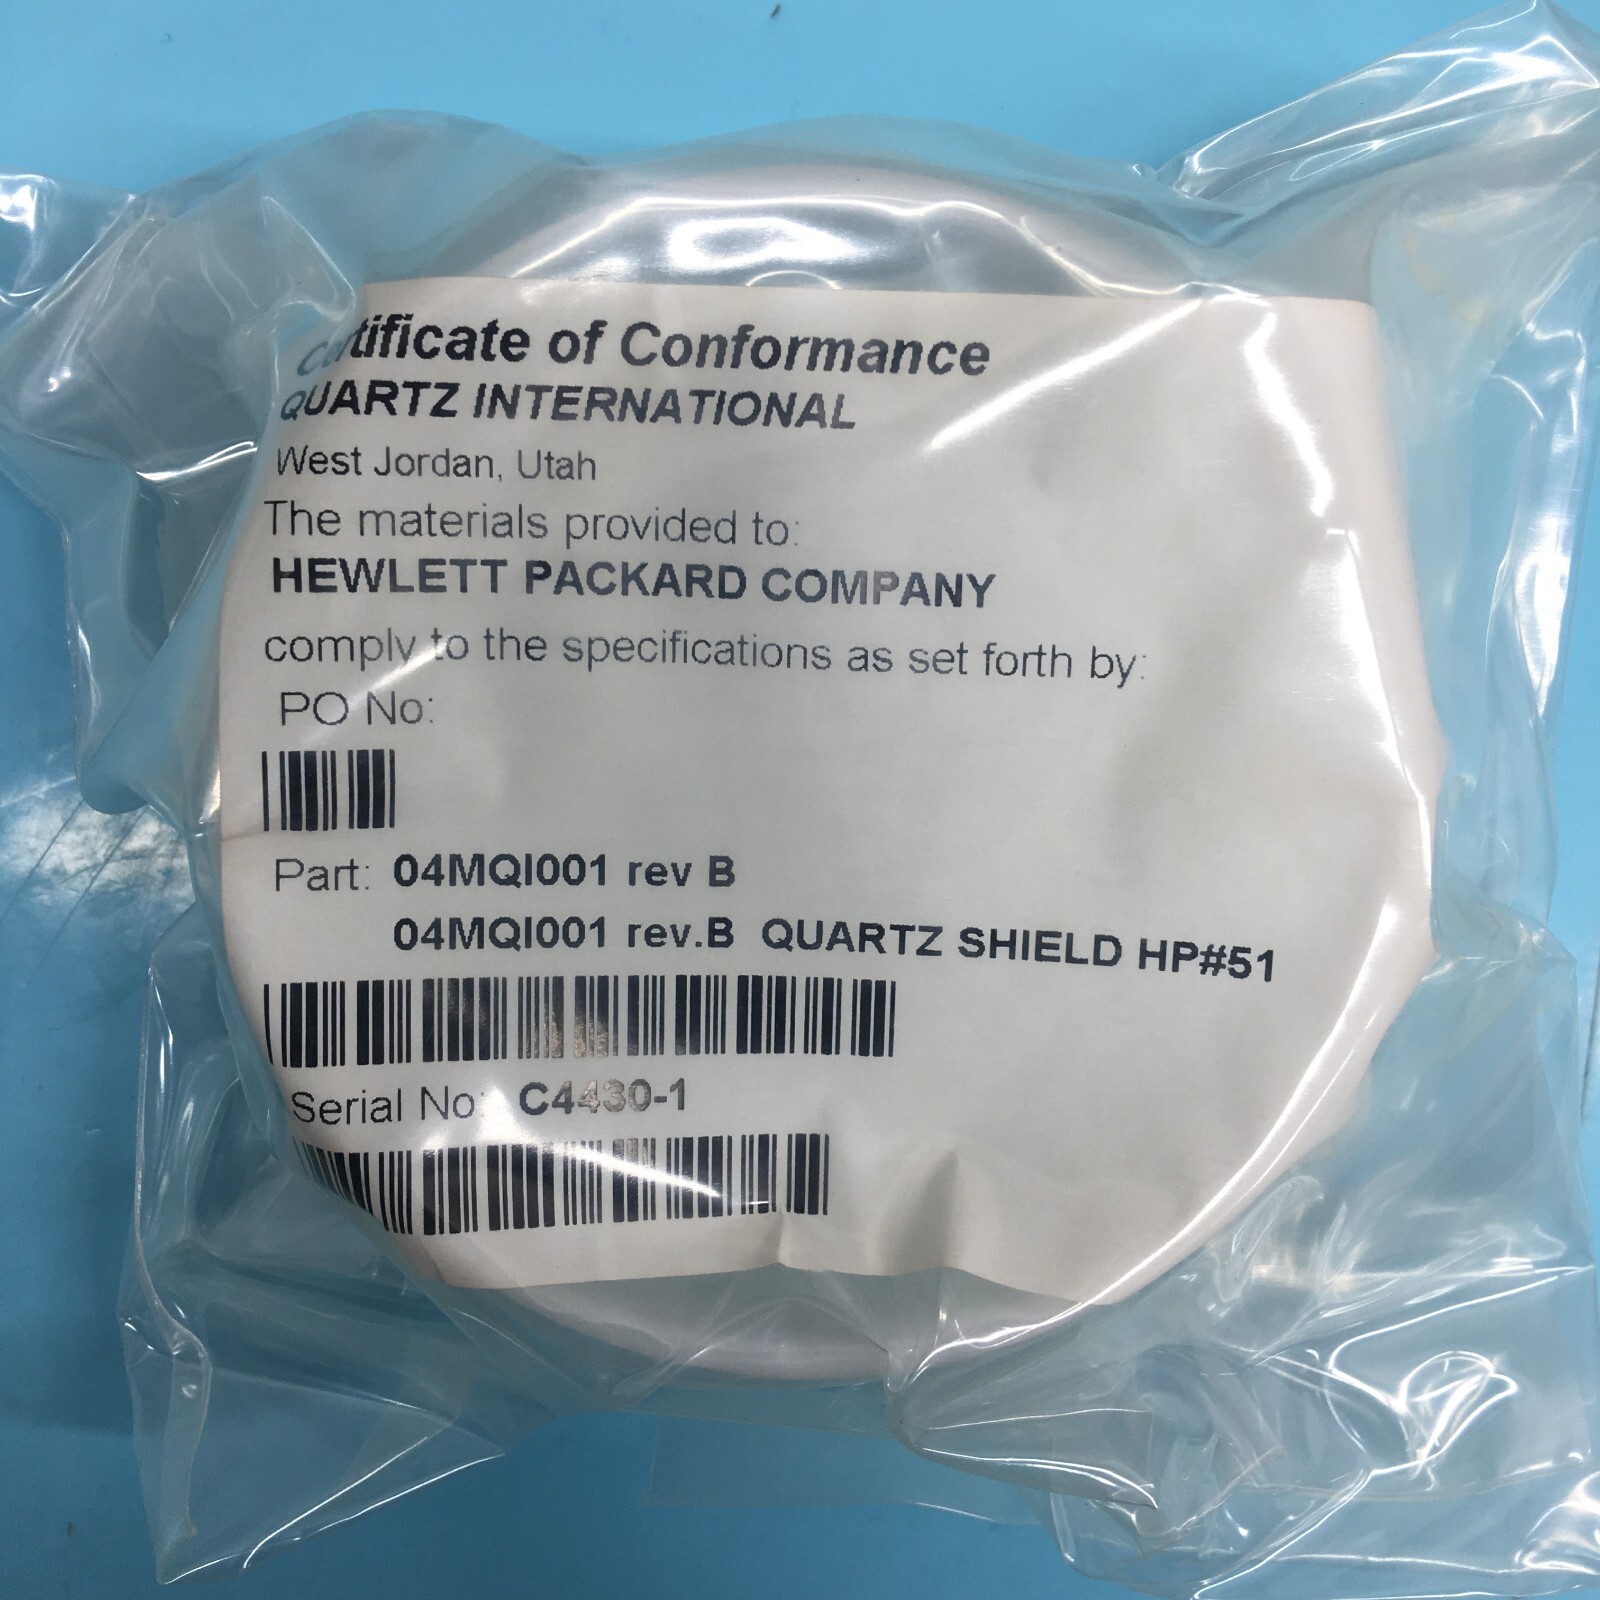 Certificate of Conformance
QUARTZ INTERNATIONAL
West Jordan, Utah
The materials provided to:
HEWLETT PACKARD COMPANY
comply to the specifications as set forth by:
PO No:
Part: 04MQI001 rev B
04MQI001 rev.B QUARTZ SHIELD HP#51
Serial No: C4430-1